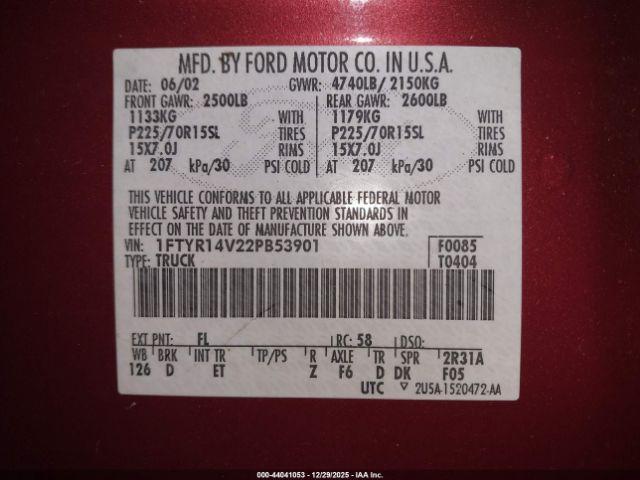 MFD. BY FORD MOTOR CO. IN U.S.A.
DATE: 06/02 GVWR: 4740LB/ 2150KG
FRONT GAWR: 2500LB REAR GAWR: 2600LB
1133KG WITH 1179KG WITH
P225/70R15SL TIRES P225/70R15SL TIRES
15X7.0J RIMS 15X7.0J RIMS
AT 207 kPa/30 PSI COLD AT 207 kPa/30 PSI COLD
THIS VEHICLE CONFORMS TO ALL APPLICABLE FEDERAL MOTOR
VEHICLE SAFETY AND THEFT PREVENTION STANDARDS IN
EFFECT ON THE DATE OF MANUFACTURE SHOWN ABOVE.
VIN: 1FTYR14V22PB53901 F0085
TYPE: TRUCK T0404
EXT PNT: FL RC: 58 DSO:
WB BRK INT TR TP/PS R AXLE TR SPR 2R31A
126 D ET Z F6 D DK F05
UTC ▽ 2U5A-1520472-AA
000-44041053 - 12/29/2025 - IAA Inc.